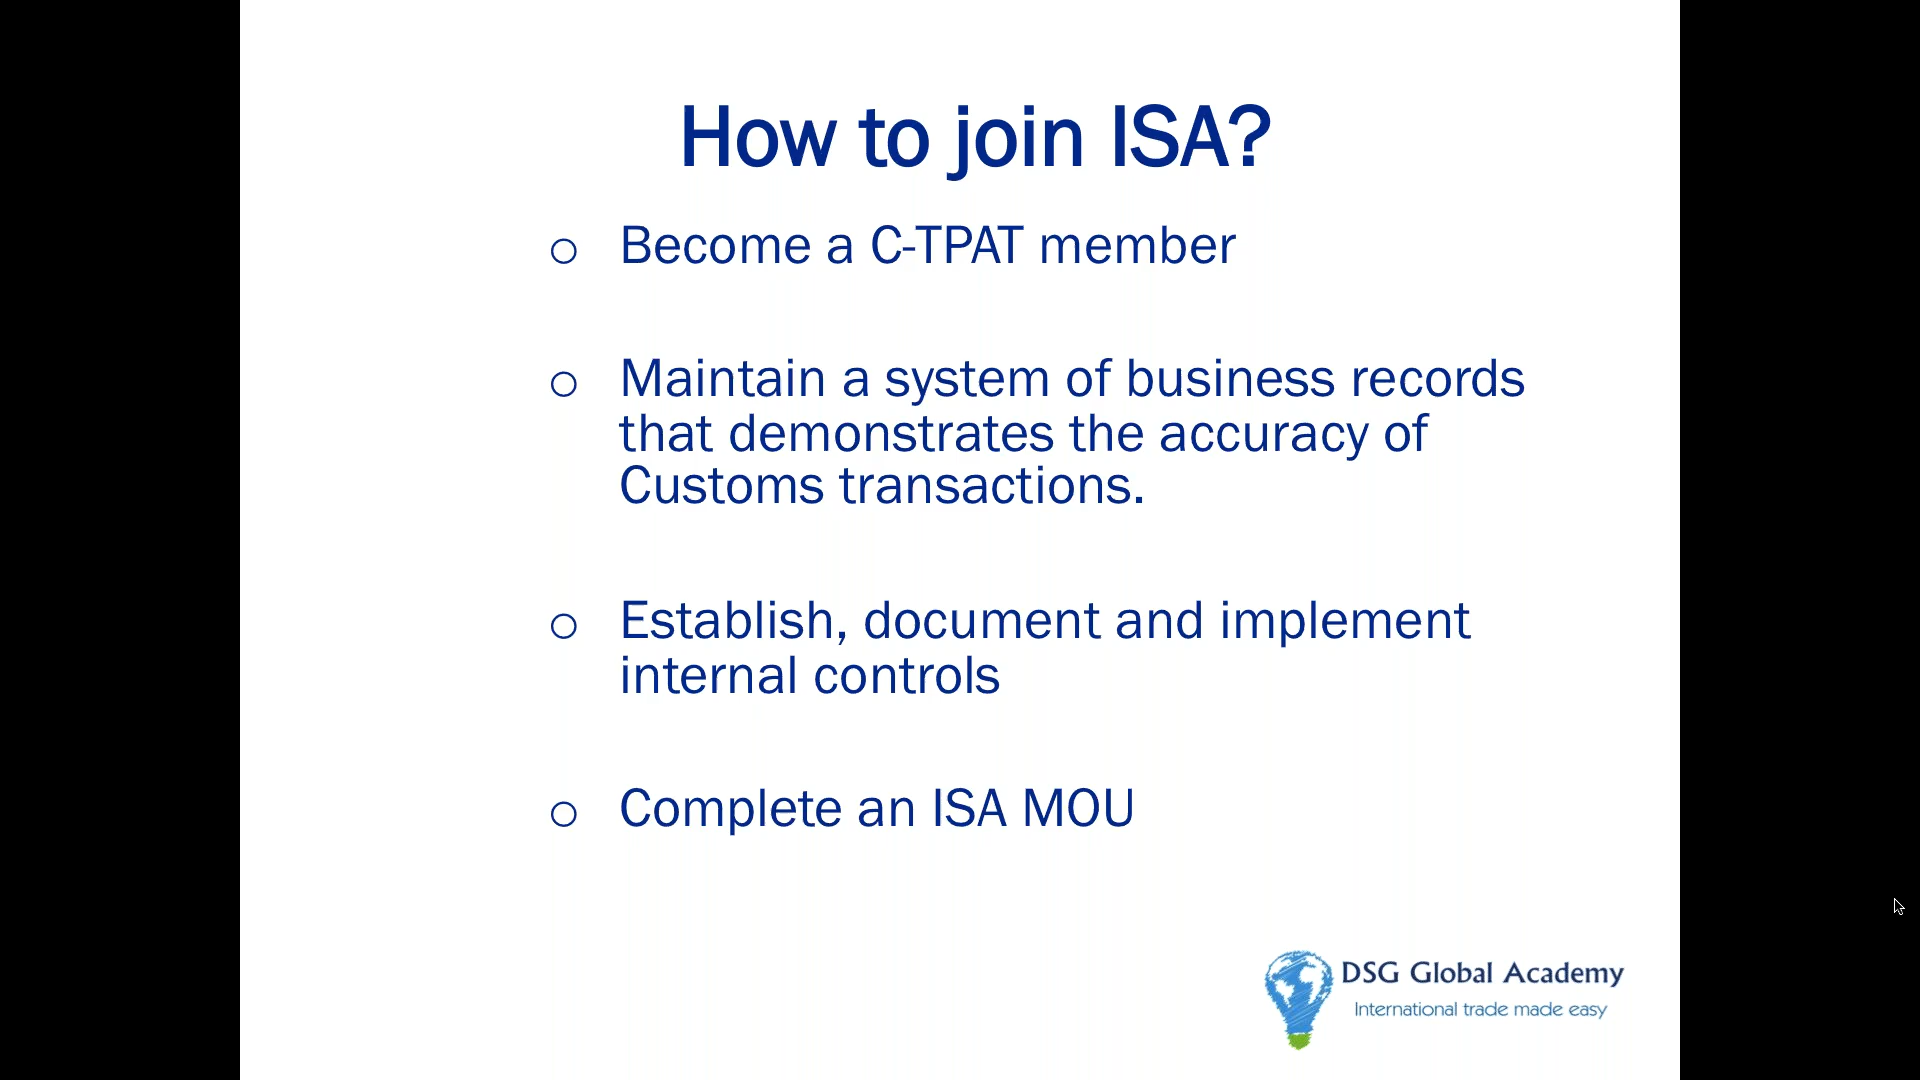 How to join ISA?
o Become a C-TPAT member
o Maintain a system of business records
that demonstrates the accuracy of
Customs transactions.
o Establish, document and implement
internal controls
o Complete an ISA MOU
DSG Global Academy
International trade made easy